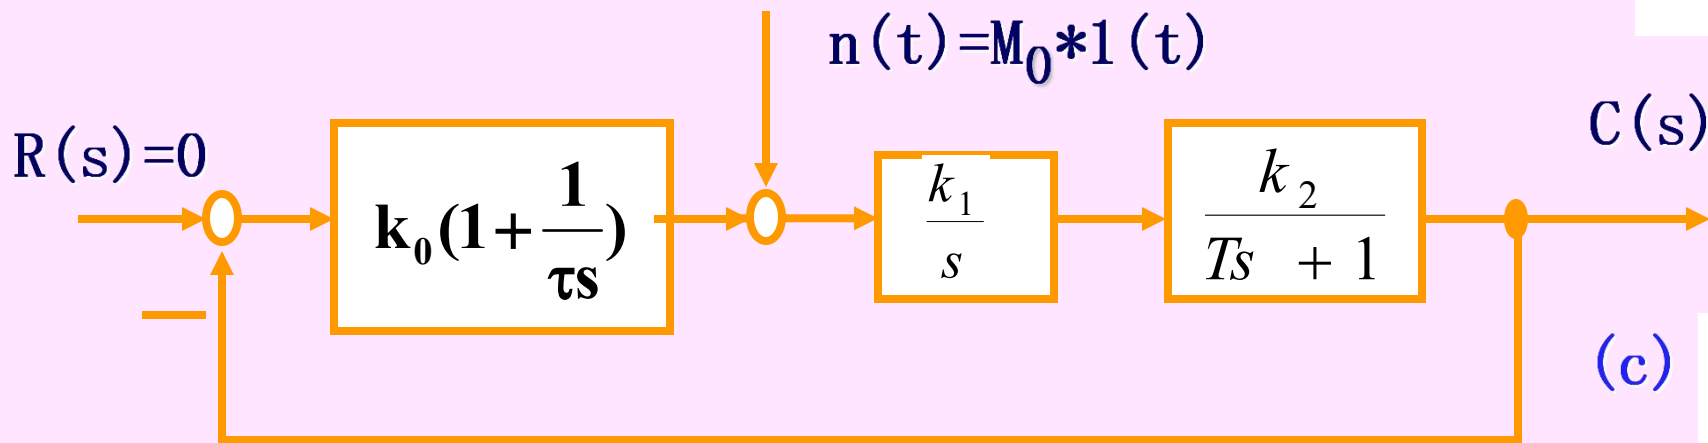 n(t)=M₀*1(t)
R(s)=0
k₀(1+1/τs)
k₁/s
k₂/Ts + 1
C(s)
(c)